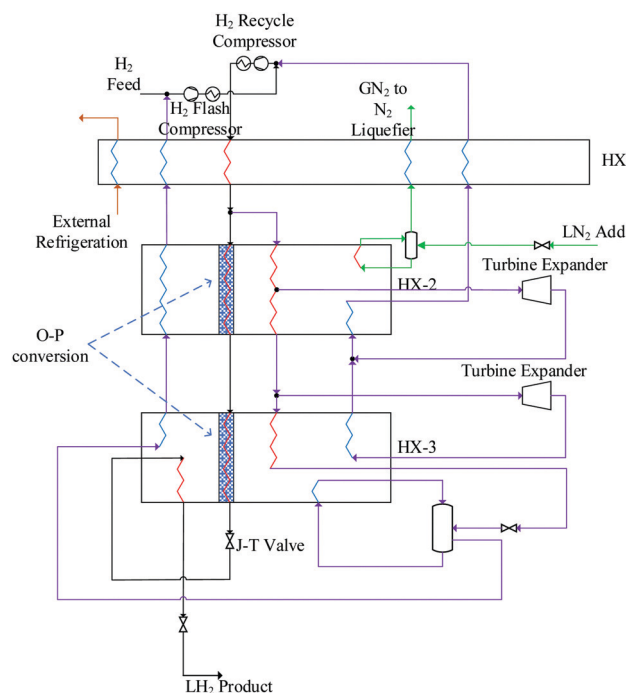 H₂ Recycle
Compressor
H₂
Feed
H₂ Flash
Compressor
GN₂ to
N₂
Liquefier
HX
External
Refrigeration
LN₂ Add
HX-2
Turbine Expander
O-P
conversion
Turbine Expander
HX-3
J-T Valve
LH₂ Product